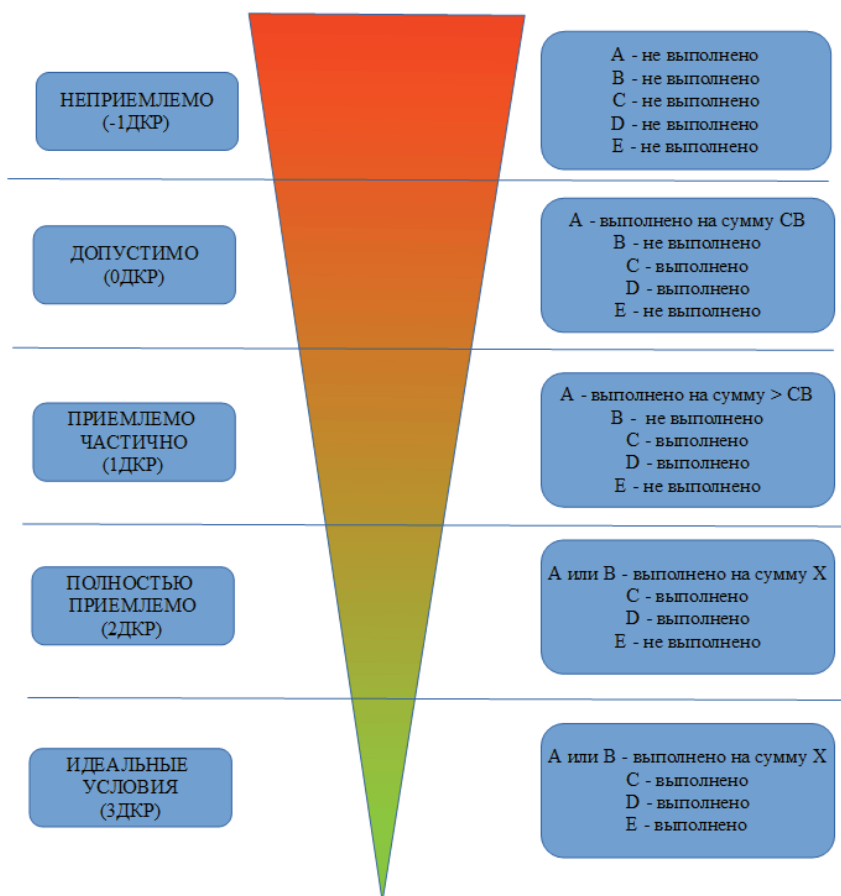 НЕПРИЕМЛЕМО
(-1ДКР)
A - не выполнено
B - не выполнено
C - не выполнено
D - не выполнено
E - не выполнено
ДОПУСТИМО
(0ДКР)
A - выполнено на сумму СВ
B - не выполнено
C - выполнено
D - выполнено
E - не выполнено
ПРИЕМЛЕМО
ЧАСТИЧНО
(1ДКР)
A - выполнено на сумму > СВ
B - не выполнено
C - выполнено
D - выполнено
E - не выполнено
ПОЛНОСТЬЮ
ПРИЕМЛЕМО
(2ДКР)
A или B - выполнено на сумму X
C - выполнено
D - выполнено
E - не выполнено
ИДЕАЛЬНЫЕ
УСЛОВИЯ
(3ДКР)
A или B - выполнено на сумму X
C - выполнено
D - выполнено
E - выполнено